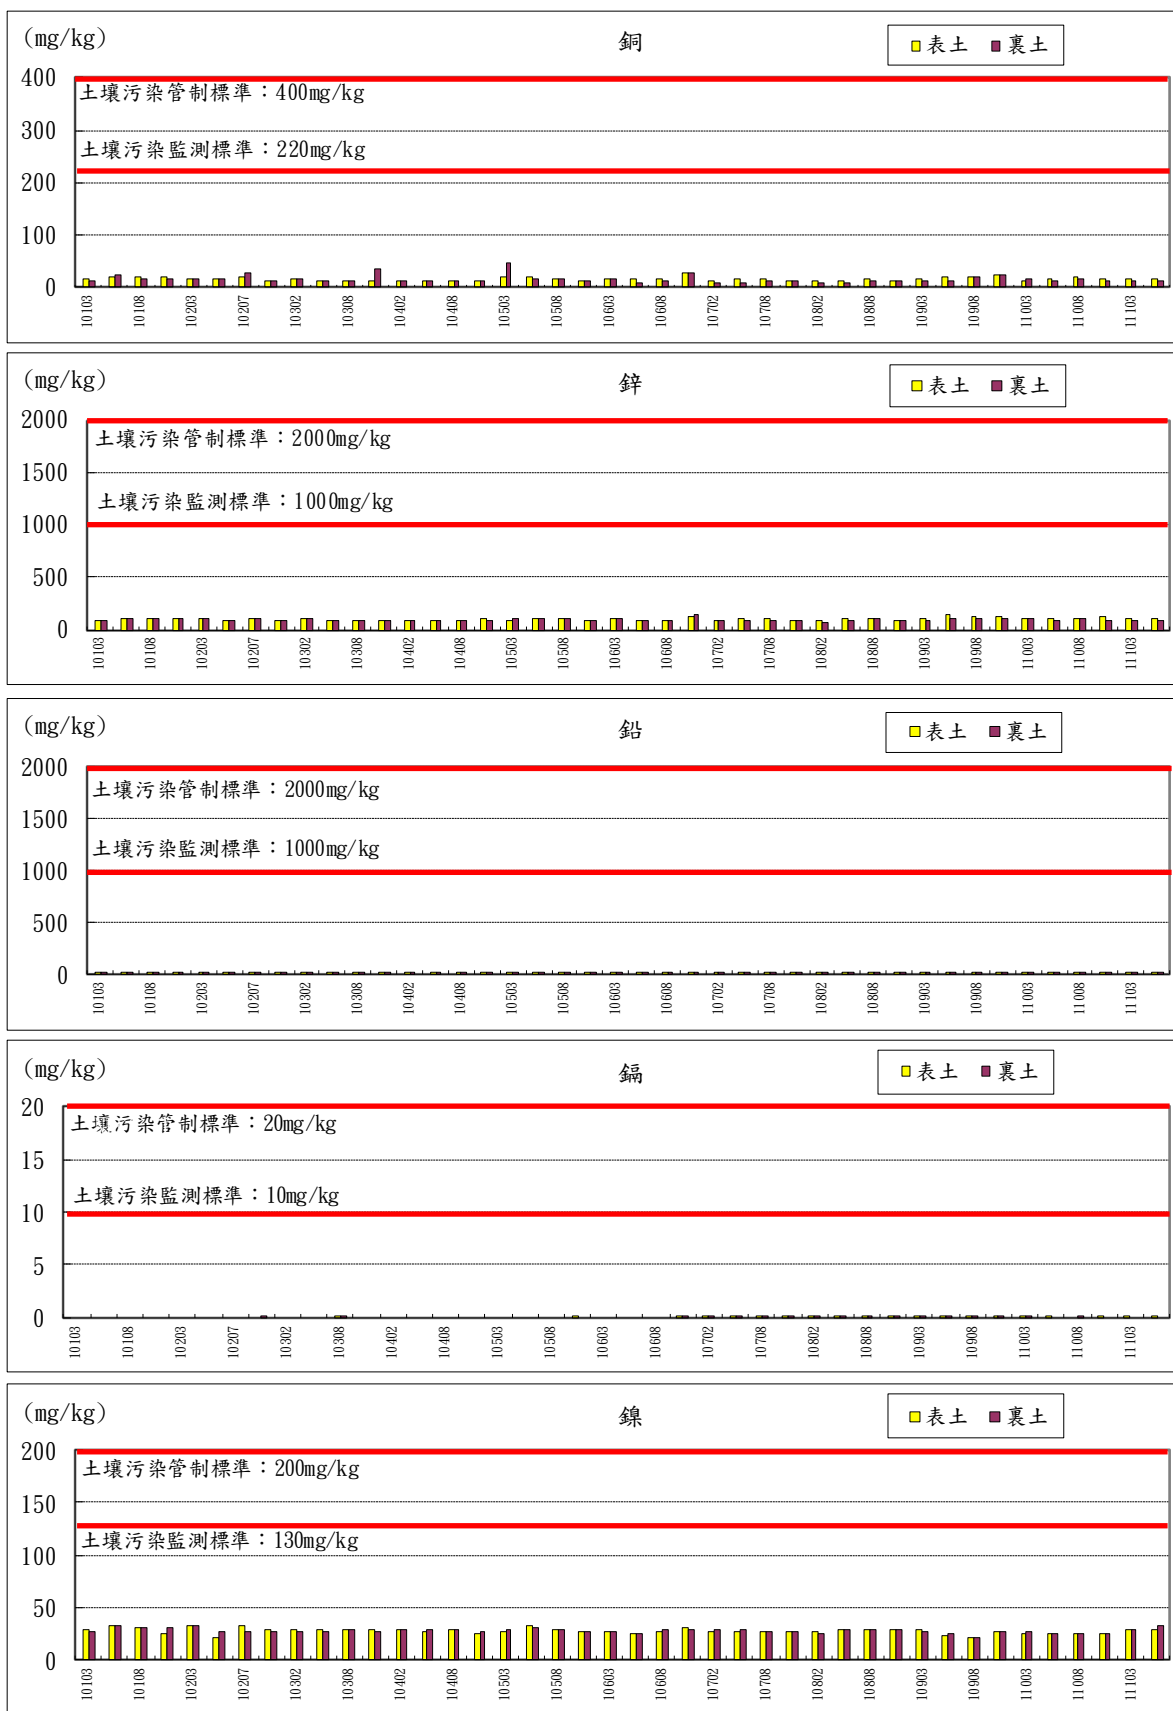 (mg/kg)
銅
表土 裏土
400
土壤污染管制標準：400mg/kg
300
土壤污染監測標準：220mg/kg
200
100
0
10103 10108 10203 10207 10302 10308 10402 10408 10503 10508 10603 10608 10702 10708 10802 10808 10903 10908 11003 11008 11103
(mg/kg)
鋅
表土 裏土
2000
土壤污染管制標準：2000mg/kg
1500
土壤污染監測標準：1000mg/kg
1000
500
0
10103 10108 10203 10207 10302 10308 10402 10408 10503 10508 10603 10608 10702 10708 10802 10808 10903 10908 11003 11008 11103
(mg/kg)
鉛
表土 裏土
2000
土壤污染管制標準：2000mg/kg
1500
土壤污染監測標準：1000mg/kg
1000
500
0
10103 10108 10203 10207 10302 10308 10402 10408 10503 10508 10603 10608 10702 10708 10802 10808 10903 10908 11003 11008 11103
(mg/kg)
鎘
表土 裏土
20
土壤污染管制標準：20mg/kg
15
土壤污染監測標準：10mg/kg
10
5
0
10103 10108 10203 10207 10302 10308 10402 10408 10503 10508 10603 10608 10702 10708 10802 10808 10903 10908 11003 11008 11103
(mg/kg)
鎳
表土 裏土
200
土壤污染管制標準：200mg/kg
150
土壤污染監測標準：130mg/kg
100
50
0
10103 10108 10203 10207 10302 10308 10402 10408 10503 10508 10603 10608 10702 10708 10802 10808 10903 10908 11003 11008 11103